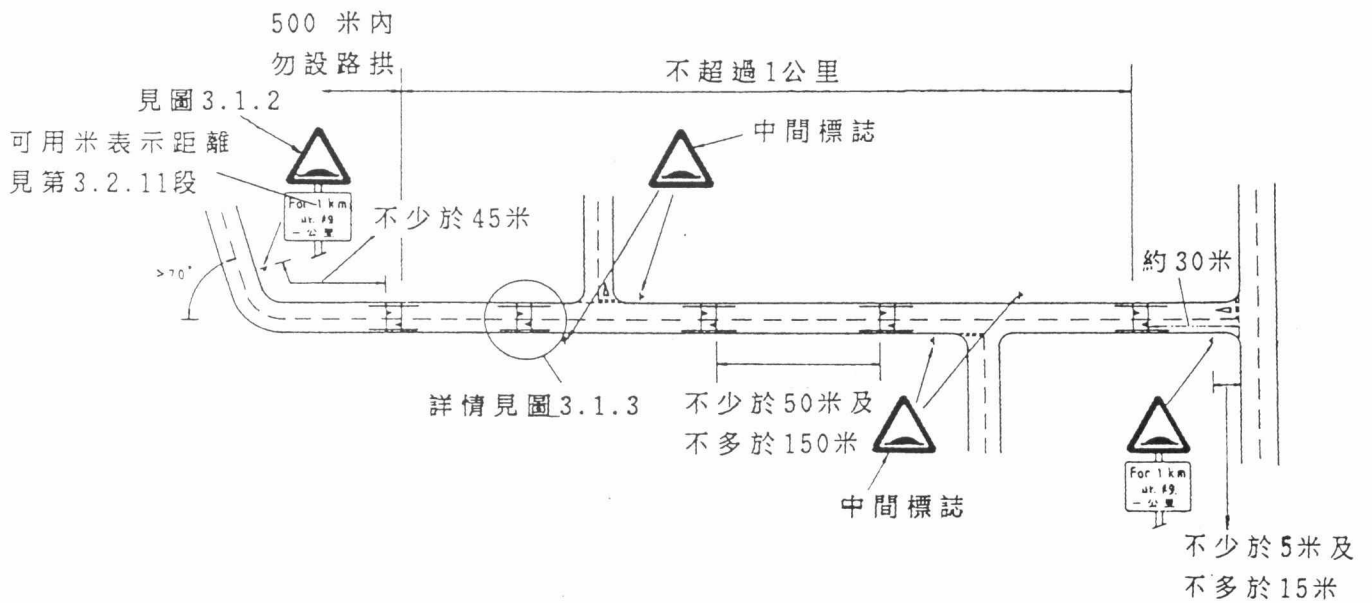 500 米內
勿設路拱
不超過1公里
見圖3.1.2
可用米表示距離
見第3.2.11段
For 1 km
一公里
不少於45米
中間標誌
>70°
約30米
詳情見圖3.1.3
不少於50米及
不多於150米
中間標誌
For 1 km
一公里
不少於5米及
不多於15米